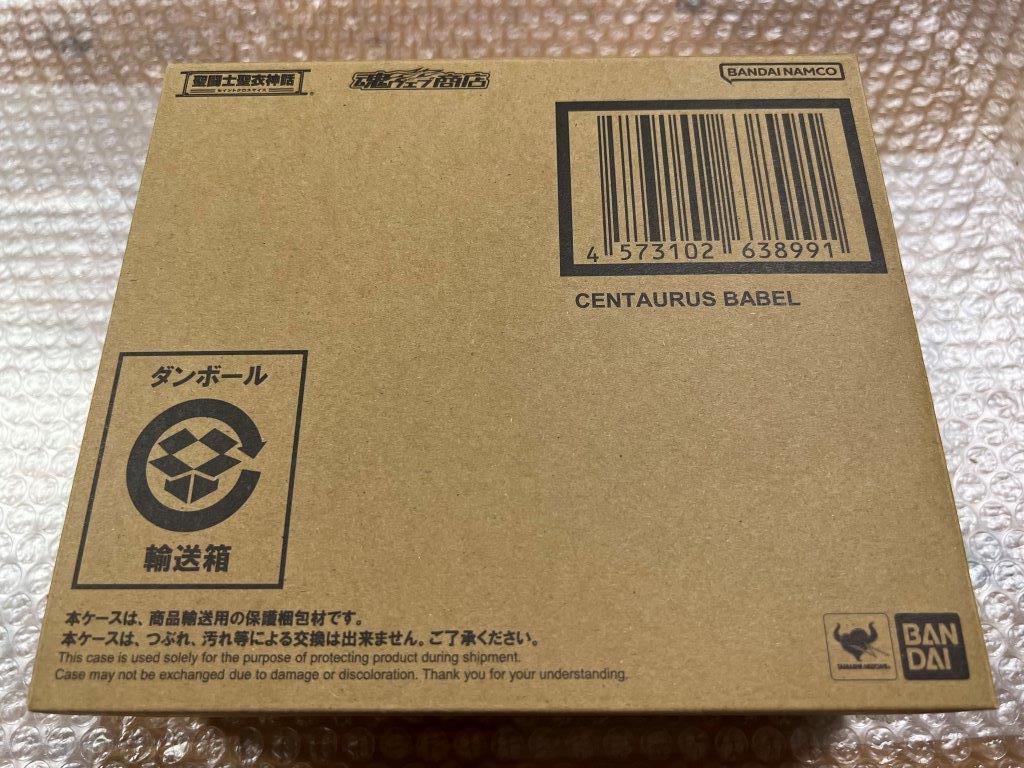 聖闘士聖衣神話
セイントクロスマイス
魂ウェブ商店
BANDAI NAMCO
4 573102 638991
CENTAURUS BABEL
ダンボール
輸送箱
本ケースは、商品輸送用の保護梱包材です。
本ケースは、つぶれ、汚れ等による交換は出来ません。ご了承ください。
This case is used solely for the purpose of protecting product during shipment.
Case may not be exchanged due to damage or discoloration. Thank you for your understanding.
TAMASHII NATIONS
BAN
DAI